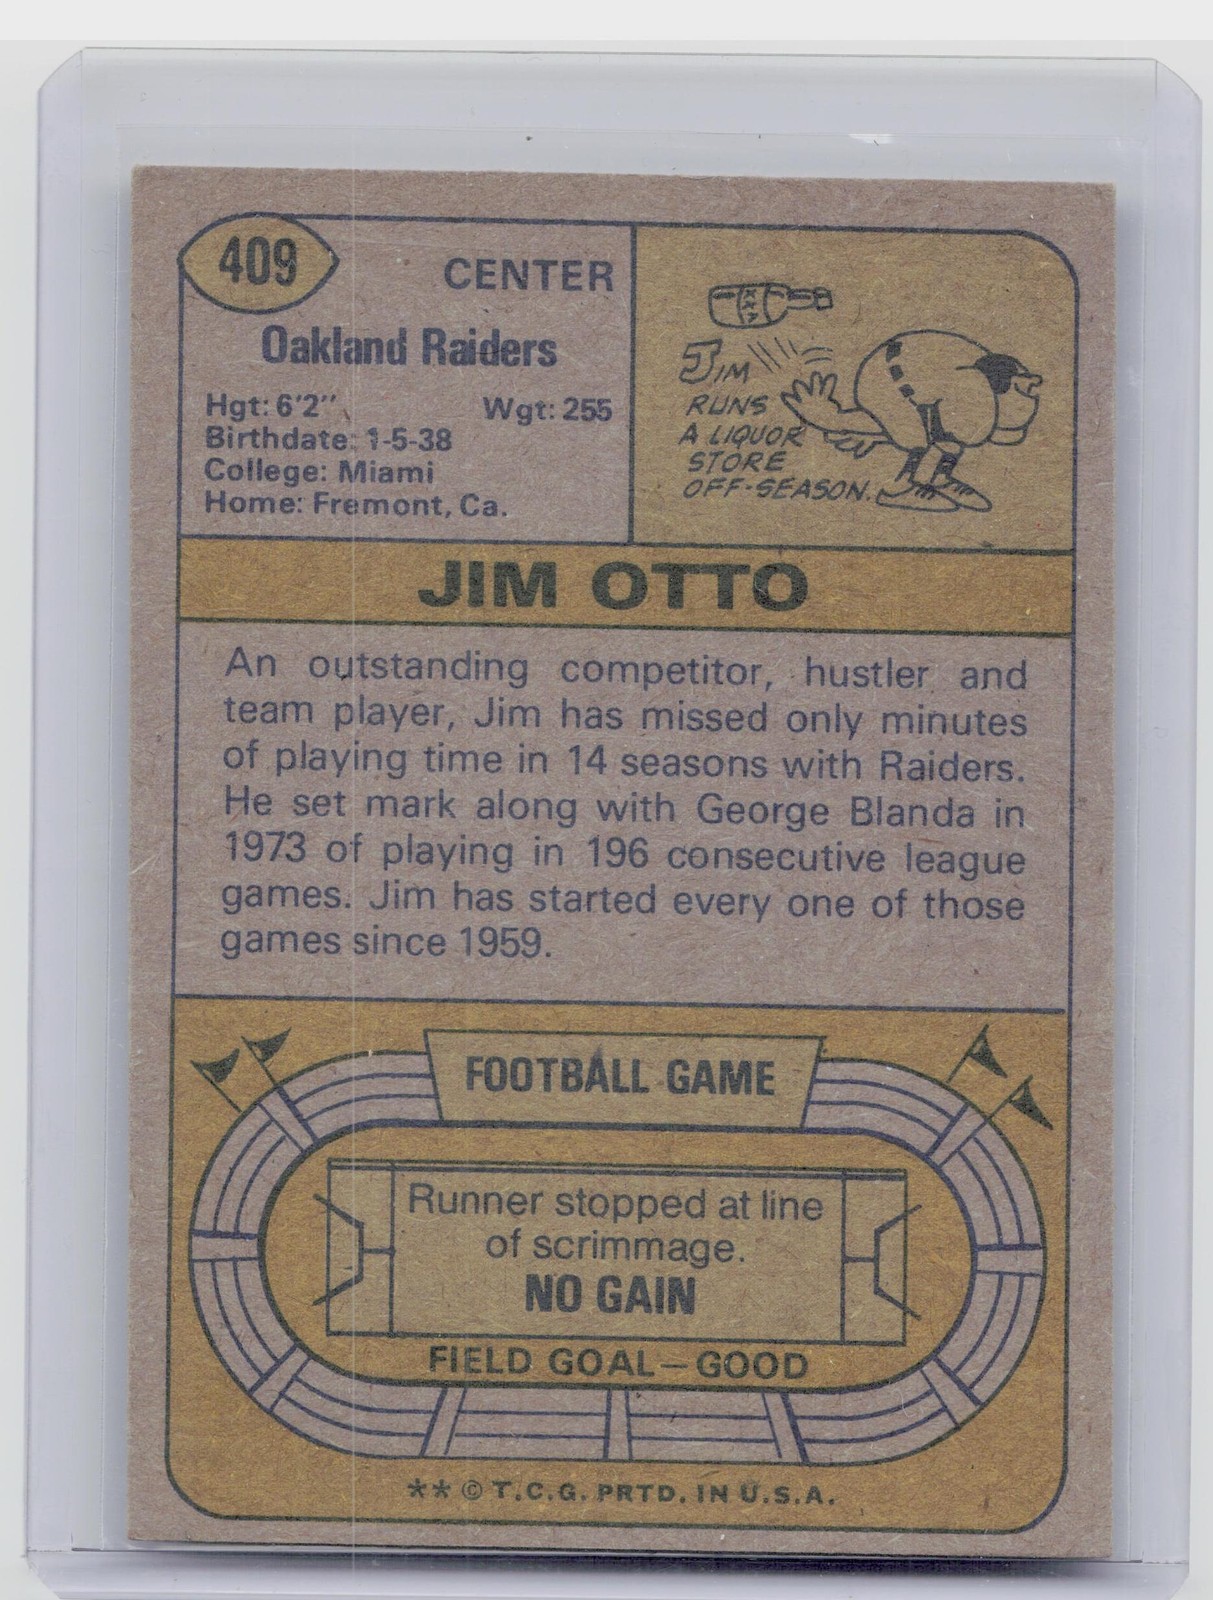 409
CENTER
Oakland Raiders
Hgt: 6'2" Wgt: 255
Birthdate: 1-5-38
College: Miami
Home: Fremont, Ca.
XXX
JIM
RUNS
A LIQUOR
STORE
OFF-SEASON.
JIM OTTO
An outstanding competitor, hustler and
team player, Jim has missed only minutes
of playing time in 14 seasons with Raiders.
He set mark along with George Blanda in
1973 of playing in 196 consecutive league
games. Jim has started every one of those
games since 1959.
FOOTBALL GAME
Runner stopped at line
of scrimmage.
NO GAIN
FIELD GOAL—GOOD
** © T.C.G. PRTD. IN U.S.A.